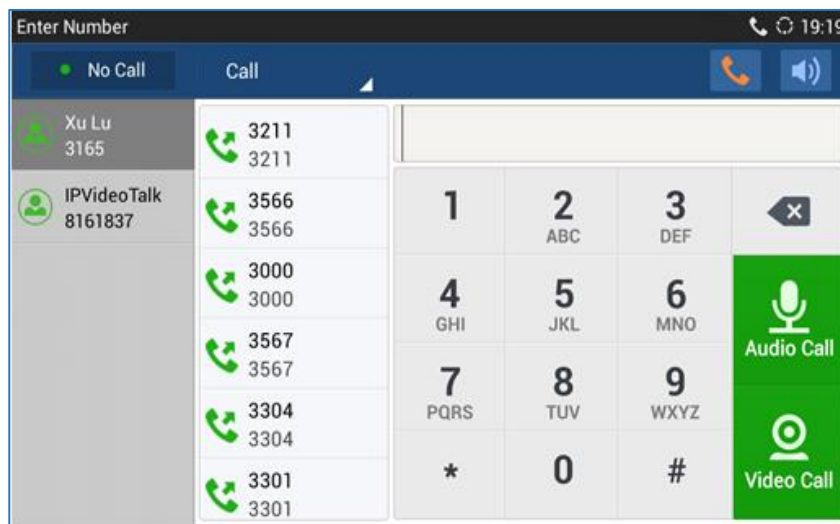 Enter Number
19:19
No Call
Call
Xu Lu
3165
IPVideoTalk
8161837
3211
3211
3566
3566
3000
3000
3567
3567
3304
3304
3301
3301
1
2
3
ABC
DEF
4
5
6
GHI
JKL
MNO
7
8
9
PQRS
TUV
WXYZ
*
0
#
Audio Call
Video Call